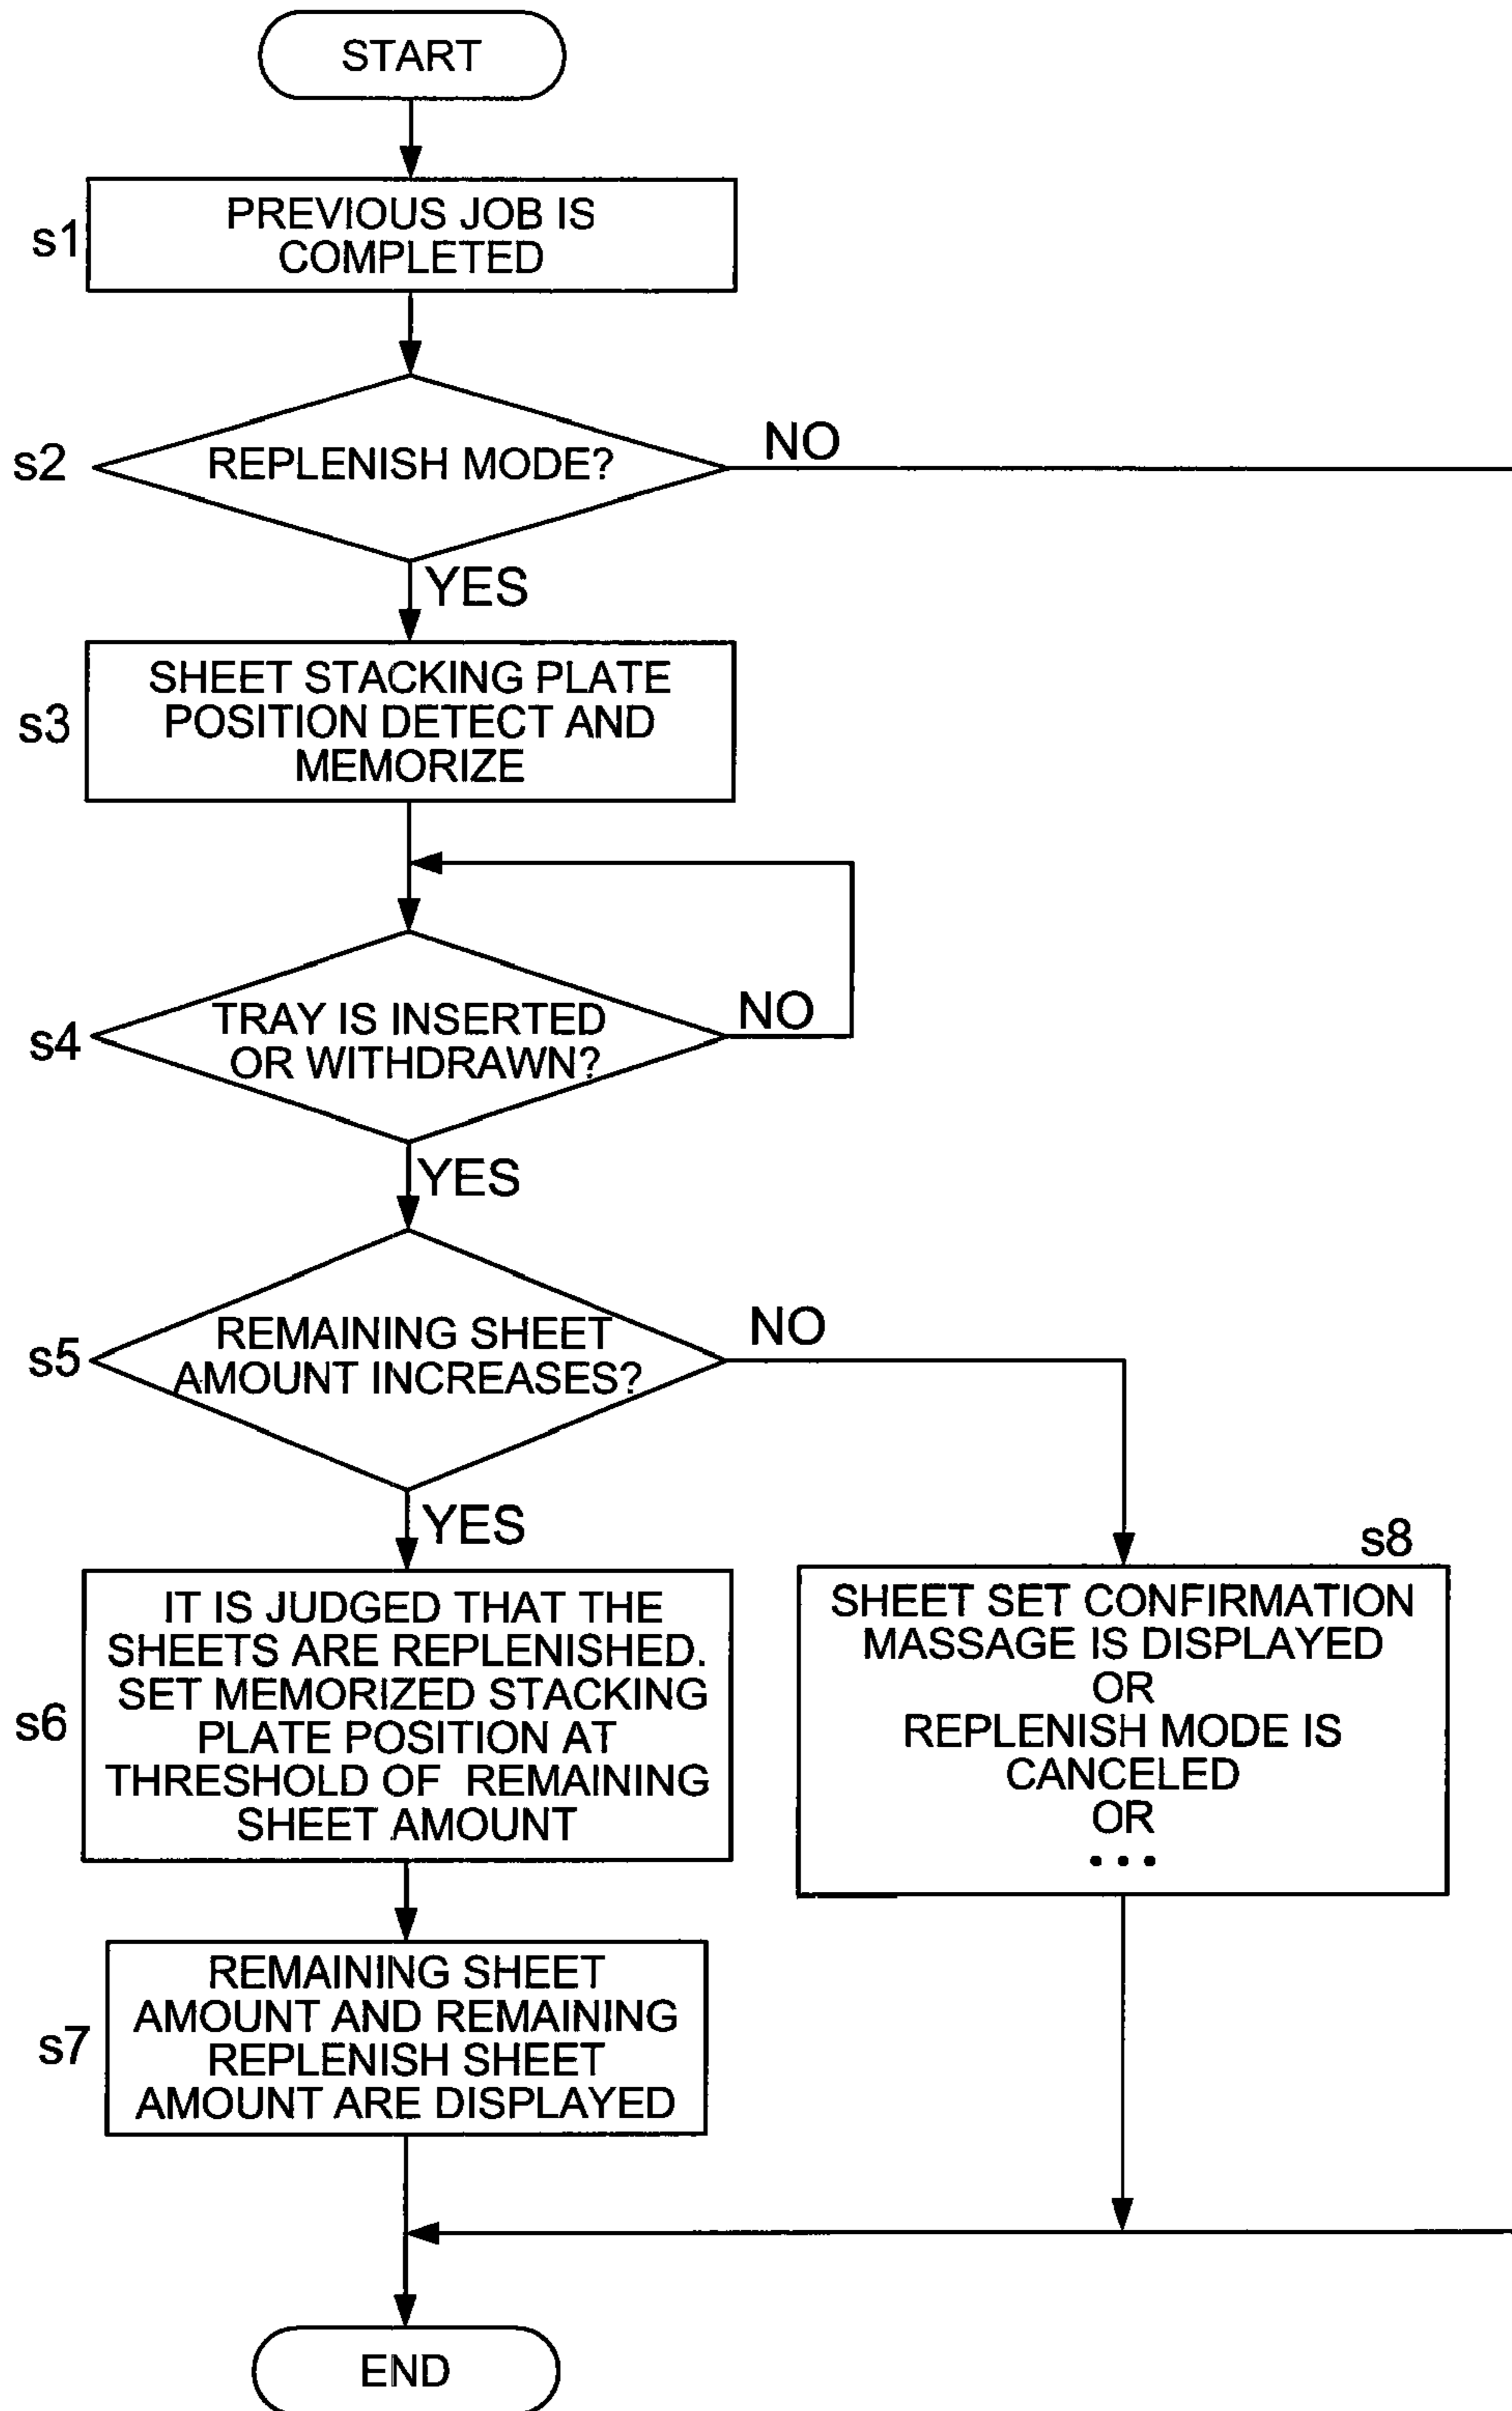 START
s1
PREVIOUS JOB IS
COMPLETED
s2
REPLENISH MODE?
NO
YES
s3
SHEET STACKING PLATE
POSITION DETECT AND
MEMORIZE
s4
TRAY IS INSERTED
OR WITHDRAWN?
NO
YES
s5
REMAINING SHEET
AMOUNT INCREASES?
NO
YES
s6
IT IS JUDGED THAT THE
SHEETS ARE REPLENISHED.
SET MEMORIZED STACKING
PLATE POSITION AT
THRESHOLD OF REMAINING
SHEET AMOUNT
s8
SHEET SET CONFIRMATION
MASSAGE IS DISPLAYED
OR
REPLENISH MODE IS
CANCELED
OR
...
s7
REMAINING SHEET
AMOUNT AND REMAINING
REPLENISH SHEET
AMOUNT ARE DISPLAYED
END